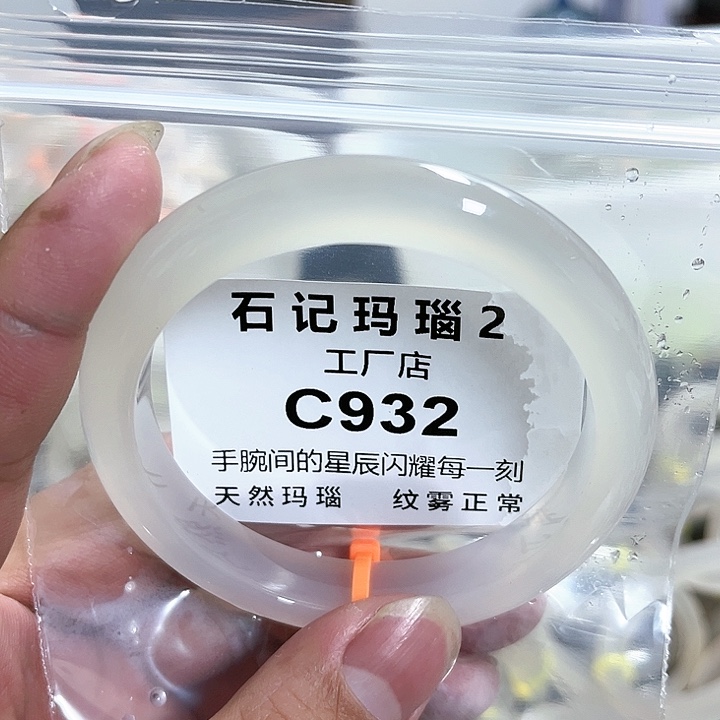 石记玛瑙2
工厂店
C932
手腕间的星辰闪耀每一刻
天然玛瑙 纹雾正常